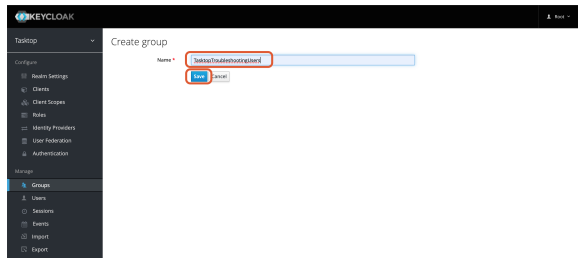 KEYCLOAK
Root
Tasktop
Create group
Configure
Name *
TasktopTroubleshootingUsers
Save
Cancel
Realm Settings
Clients
Client Scopes
Roles
Identity Providers
User Federation
Authentication
Manage
Groups
Users
Sessions
Events
Import
Export